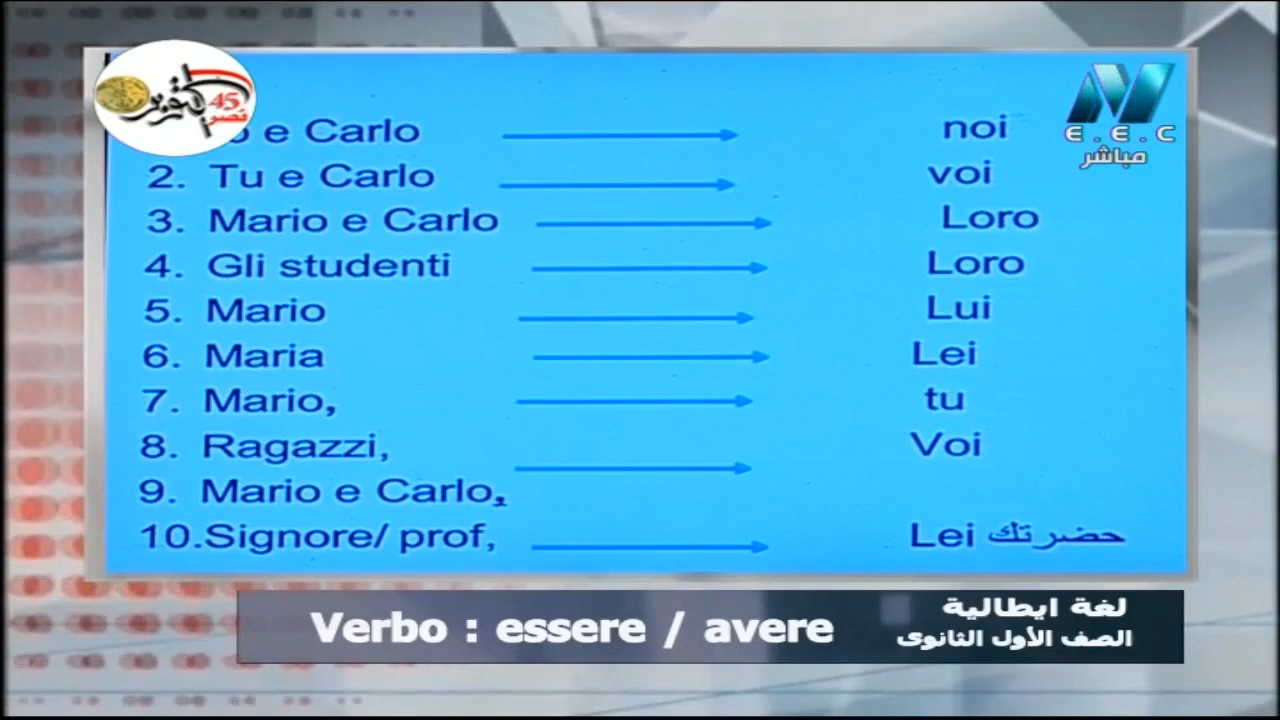 e Carlo → noi
2. Tu e Carlo → voi
3. Mario e Carlo → Loro
4. Gli studenti → Loro
5. Mario → Lui
6. Maria → Lei
7. Mario, → tu
8. Ragazzi, → Voi
9. Mario e Carlo,
10.Signore/ prof, → Lei حضرتك
أكتوبر
45
نصر
E.E.C
مباشر
Verbo : essere / avere
لغة ايطالية
الصف الأول الثانوى